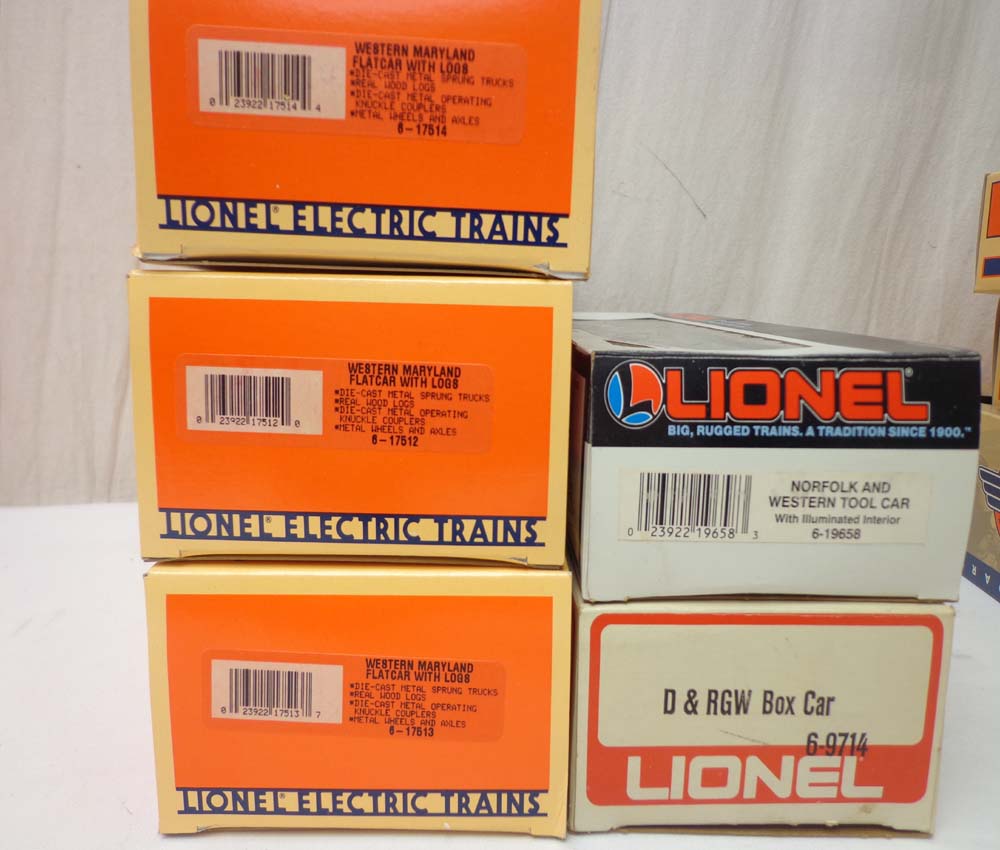 WESTERN MARYLAND
FLATCAR WITH LOGS
*DIE-CAST METAL SPRUNG TRUCKS
*REAL WOOD LOGS
*DIE-CAST METAL OPERATING
KNUCKLE COUPLERS
*METAL WHEELS AND AXLES
6-17514
0 23922 17514 4
LIONEL® ELECTRIC TRAINS
WESTERN MARYLAND
FLATCAR WITH LOGS
*DIE-CAST METAL SPRUNG TRUCKS
*REAL WOOD LOGS
*DIE-CAST METAL OPERATING
KNUCKLE COUPLERS
*METAL WHEELS AND AXLES
6-17512
0 23922 17512 0
LIONEL® ELECTRIC TRAINS
WESTERN MARYLAND
FLATCAR WITH LOGS
*DIE-CAST METAL SPRUNG TRUCKS
*REAL WOOD LOGS
*DIE-CAST METAL OPERATING
KNUCKLE COUPLERS
*METAL WHEELS AND AXLES
6-17513
0 23922 17513 7
LIONEL® ELECTRIC TRAINS
LIONEL®
BIG, RUGGED TRAINS. A TRADITION SINCE 1900.™
NORFOLK AND
WESTERN TOOL CAR
With Illuminated Interior
6-19658
0 23922 19658 3
D & RGW Box Car
6-9714
LIONEL